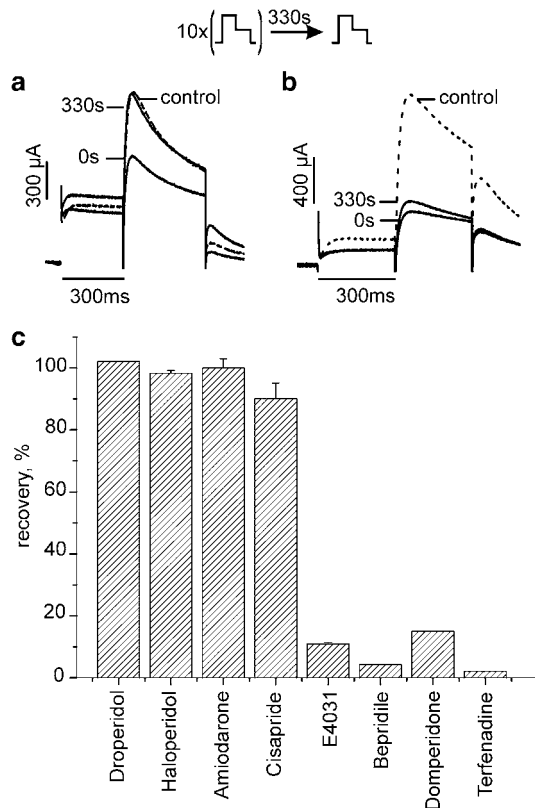 10x( ) 330s
a
330s
control
0s
300 µA
300ms
b
control
330s
0s
400 µA
300ms
c
recovery, %
100
80
60
40
20
0
Droperidol
Haloperidol
Amiodarone
Cisapride
E4031
Bepridile
Domperidone
Terfenadine